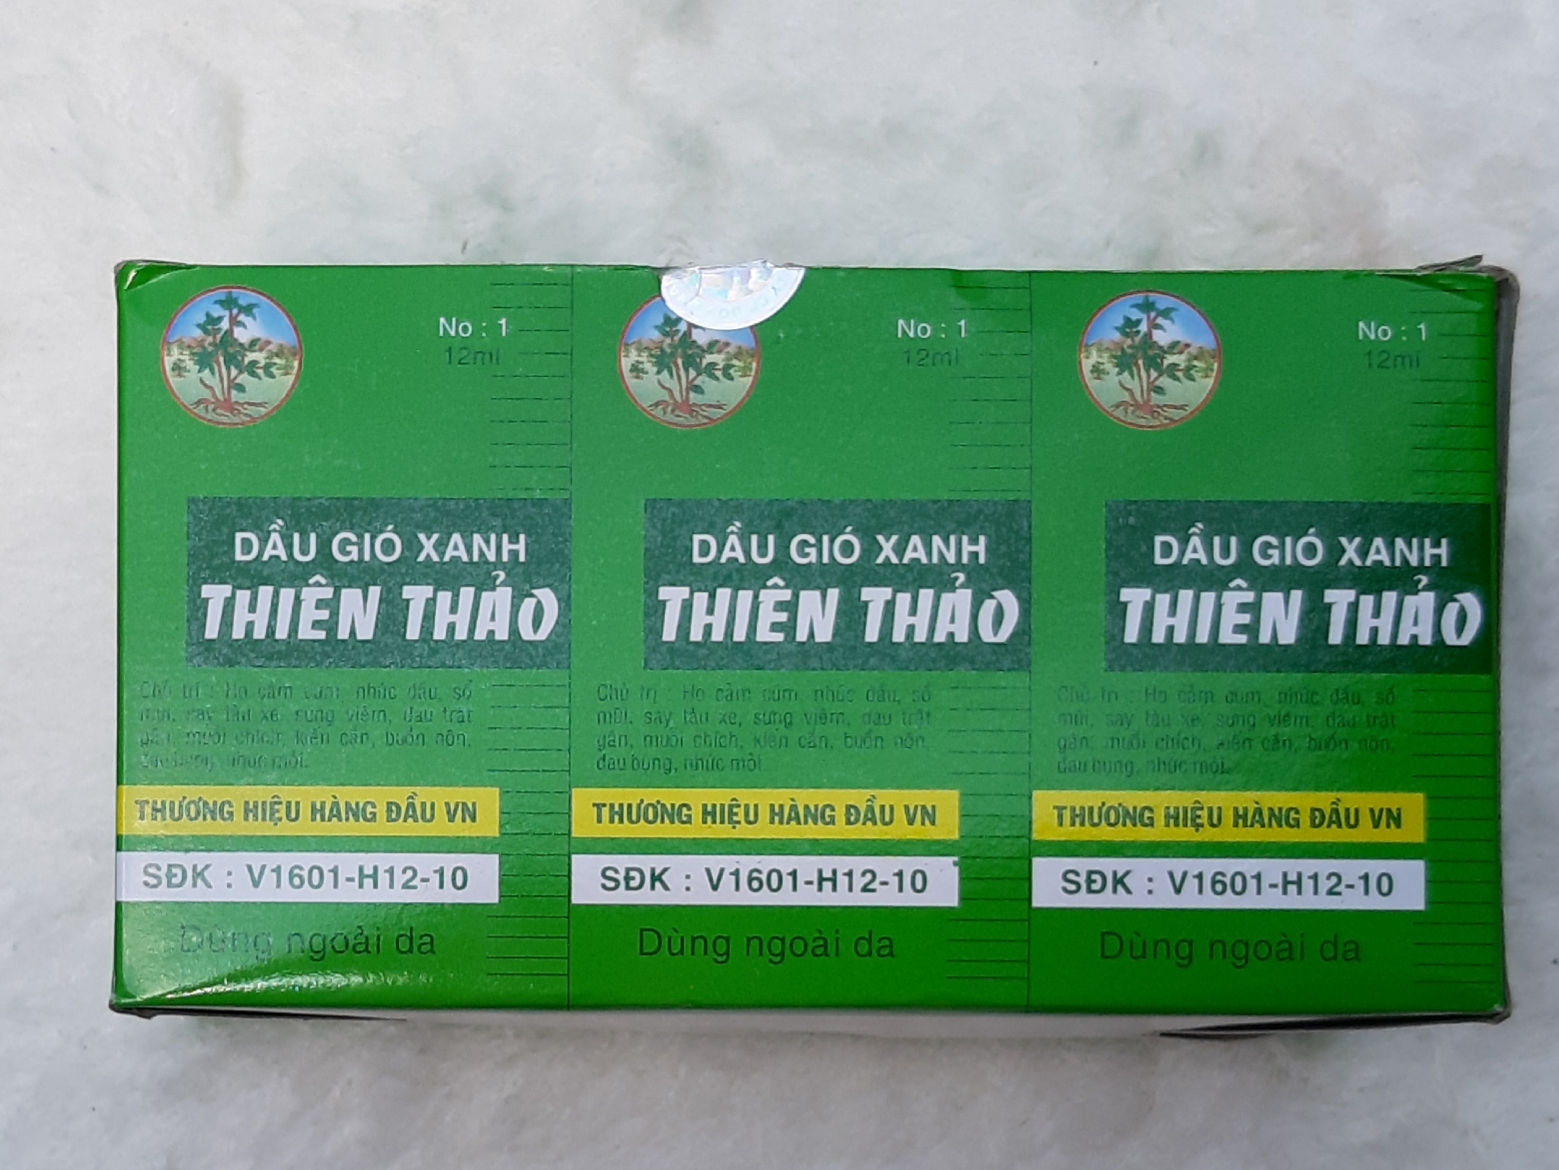 No : 1
12ml
DẦU GIÓ XANH
THIÊN THẢO
Chủ trị : Ho cảm cúm, nhức đầu, sổ
mũi, say tàu xe, sưng viêm, đau trật
gân, muỗi chích, kiến cắn, buồn nôn,
nhức mỏi.
THƯƠNG HIỆU HÀNG ĐẦU VN
SĐK : V1601-H12-10
Dùng ngoài da
No : 1
12ml
DẦU GIÓ XANH
THIÊN THẢO
Chủ trị : Ho cảm cúm, nhức đầu, sổ
mũi, say tàu xe, sưng viêm, đau trật
gân, muỗi chích, kiến cắn, buồn nôn,
đau bụng, nhức mỏi.
THƯƠNG HIỆU HÀNG ĐẦU VN
SĐK : V1601-H12-10
Dùng ngoài da
No : 1
12ml
DẦU GIÓ XANH
THIÊN THẢO
Chủ trị : Ho cảm cúm, nhức đầu, sổ
mũi, say tàu xe, sưng viêm, đau trật
gân, muỗi chích, kiến cắn, buồn nôn,
đau bụng, nhức mỏi.
THƯƠNG HIỆU HÀNG ĐẦU VN
SĐK : V1601-H12-10
Dùng ngoài da